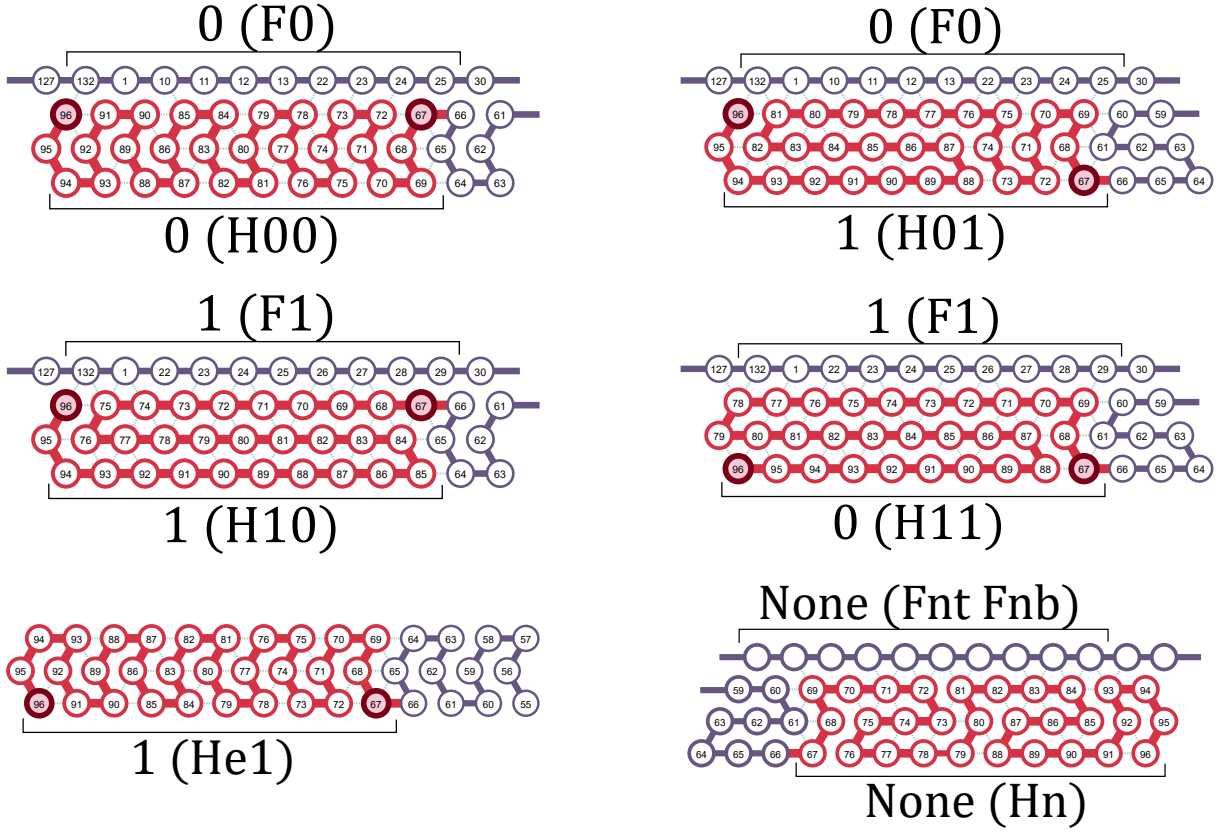 0 (F0)
127 132 1 10 11 12 13 22 23 24 25 30
96 91 90 85 84 79 78 73 72 67 66 61
95 92 89 86 83 80 77 74 71 68 65 62
94 93 88 87 82 81 76 75 70 69 64 63
0 (H00)
0 (F0)
127 132 1 10 11 12 13 22 23 24 25 30
96 81 80 79 78 77 76 75 70 69 60 59
95 82 83 84 85 86 87 74 71 68 61 62 63
94 93 92 91 90 89 88 73 72 67 66 65 64
1 (H01)
1 (F1)
127 132 1 22 23 24 25 26 27 28 29 30
96 75 74 73 72 71 70 69 68 67 66 61
95 76 77 78 79 80 81 82 83 84 65 62
94 93 92 91 90 89 88 87 86 85 64 63
1 (H10)
1 (F1)
127 132 1 22 23 24 25 26 27 28 29 30
78 77 76 75 74 73 72 71 70 69 60 59
79 80 81 82 83 84 85 86 87 68 61 62 63
96 95 94 93 92 91 90 89 88 67 66 65 64
0 (H11)
94 93 88 87 82 81 76 75 70 69 64 63 58 57
95 92 89 86 83 80 77 74 71 68 65 62 59 56
96 91 90 85 84 79 78 73 72 67 66 61 60 55
1 (He1)
None (Fnt Fnb)
59 60 69 70 71 72 81 82 83 84 93 94
63 62 61 68 75 74 73 80 87 86 85 92 95
64 65 66 67 76 77 78 79 88 89 90 91 96
None (Hn)